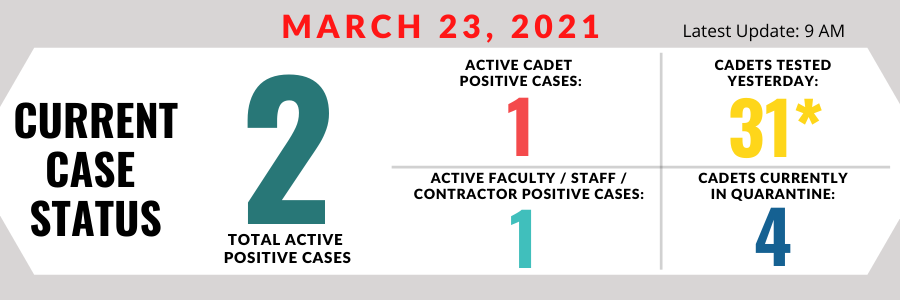 MARCH 23, 2021
Latest Update: 9 AM
CURRENT
CASE
STATUS
2
TOTAL ACTIVE
POSITIVE CASES
ACTIVE CADET
POSITIVE CASES:
1
CADETS TESTED
YESTERDAY:
31*
ACTIVE FACULTY / STAFF /
CONTRACTOR POSITIVE CASES:
1
CADETS CURRENTLY
IN QUARANTINE:
4